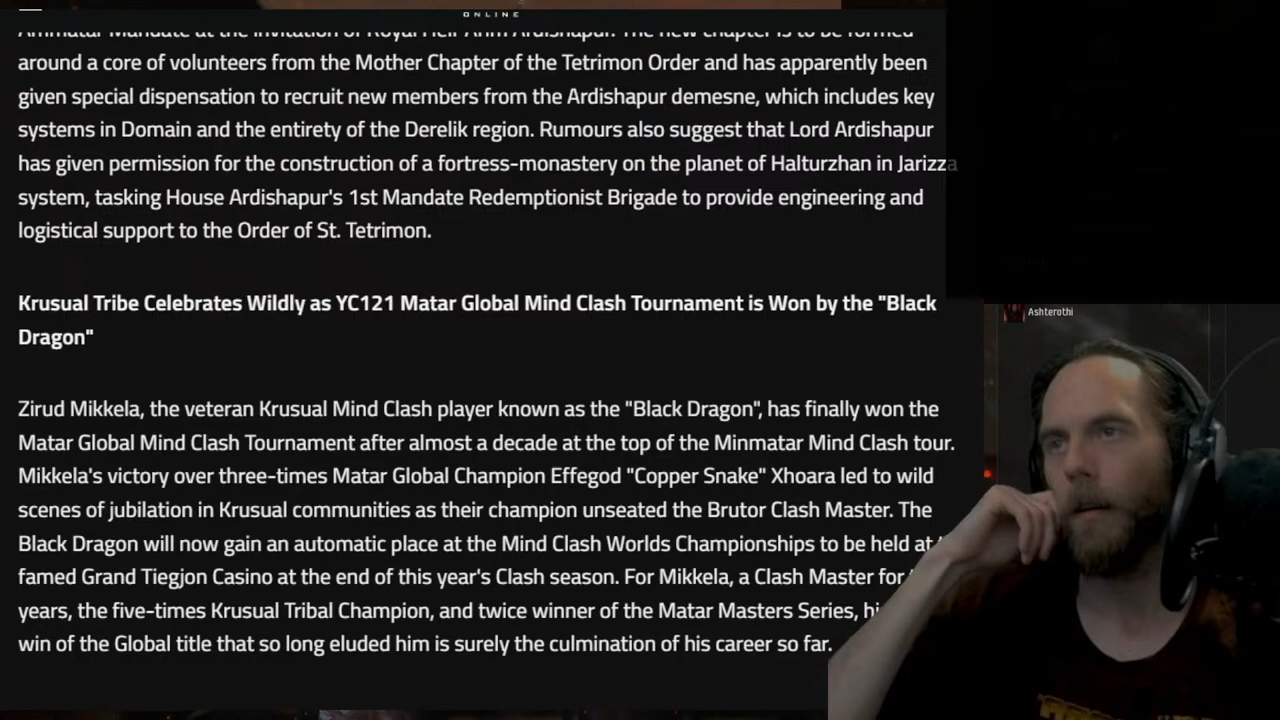 ONLINE
Ammatar Mandate at the invitation of Royal Heir Arim Ardishapur. The new chapter is to be formed
around a core of volunteers from the Mother Chapter of the Tetrimon Order and has apparently been
given special dispensation to recruit new members from the Ardishapur demesne, which includes key
systems in Domain and the entirety of the Derelik region. Rumours also suggest that Lord Ardishapur
has given permission for the construction of a fortress-monastery on the planet of Halturzhan in Jarizza
system, tasking House Ardishapur's 1st Mandate Redemptionist Brigade to provide engineering and
logistical support to the Order of St. Tetrimon.
Krusual Tribe Celebrates Wildly as YC121 Matar Global Mind Clash Tournament is Won by the "Black
Dragon"
Zirud Mikkela, the veteran Krusual Mind Clash player known as the "Black Dragon", has finally won the
Matar Global Mind Clash Tournament after almost a decade at the top of the Minmatar Mind Clash tour.
Mikkela's victory over three-times Matar Global Champion Effegod "Copper Snake" Xhoara led to wild
scenes of jubilation in Krusual communities as their champion unseated the Brutor Clash Master. The
Black Dragon will now gain an automatic place at the Mind Clash Worlds Championships to be held at
famed Grand Tiegjon Casino at the end of this year's Clash season. For Mikkela, a Clash Master for
years, the five-times Krusual Tribal Champion, and twice winner of the Matar Masters Series,
win of the Global title that so long eluded him is surely the culmination of his career so far.
Ashterothi